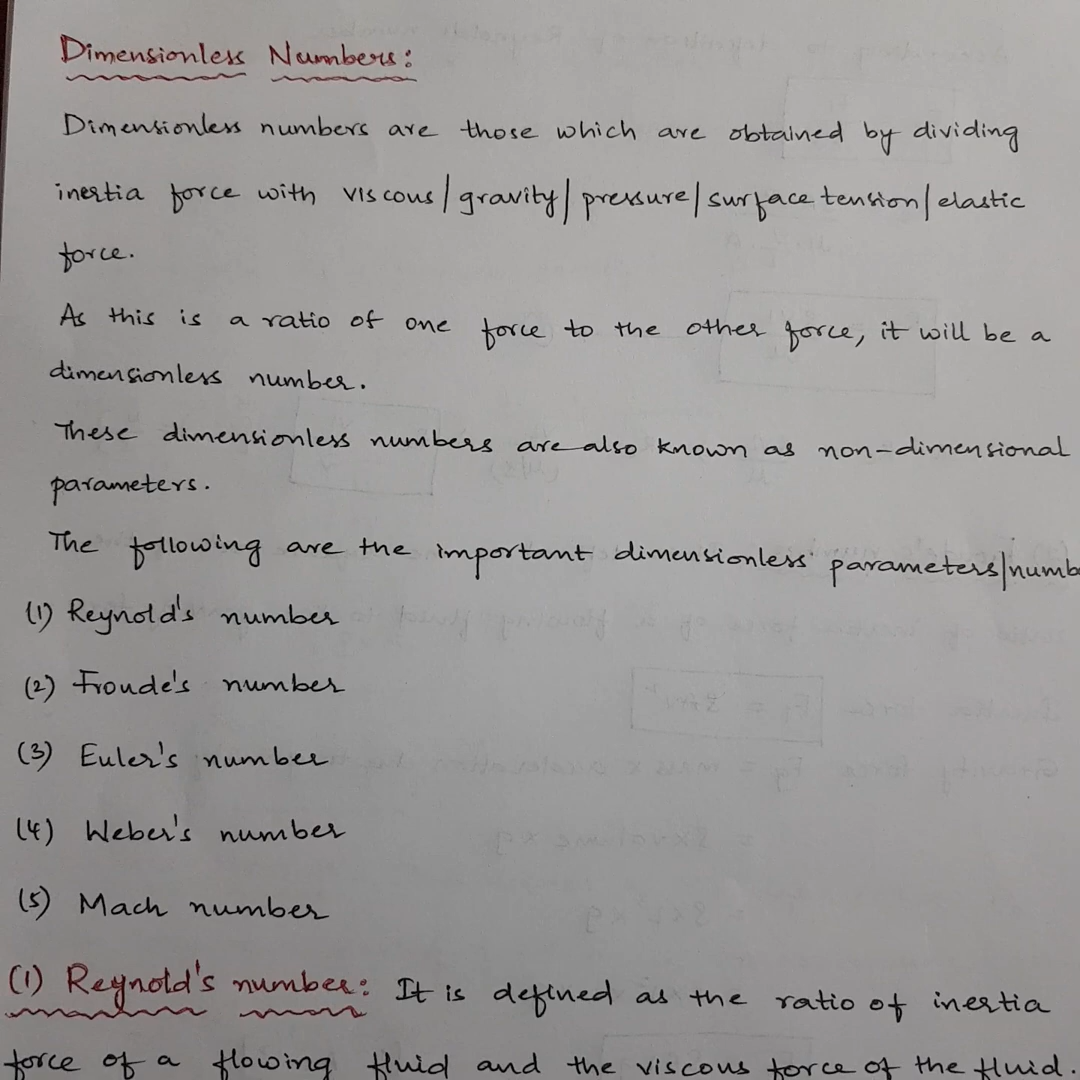 Dimensionless Numbers:
Dimensionless numbers are those which are obtained by dividing
inertia force with viscous/gravity/pressure/surface tension/elastic
force.
As this is a ratio of one force to the other force, it will be a
dimensionless number.
These dimensionless numbers are also known as non-dimensional
parameters.
The following are the important dimensionless parameters/numb
(1) Reynold's number
(2) Froude's number
(3) Euler's number
(4) Weber's number
(5) Mach number
(1) Reynold's number: It is defined as the ratio of inertia
force of a flowing fluid and the viscous force of the fluid.